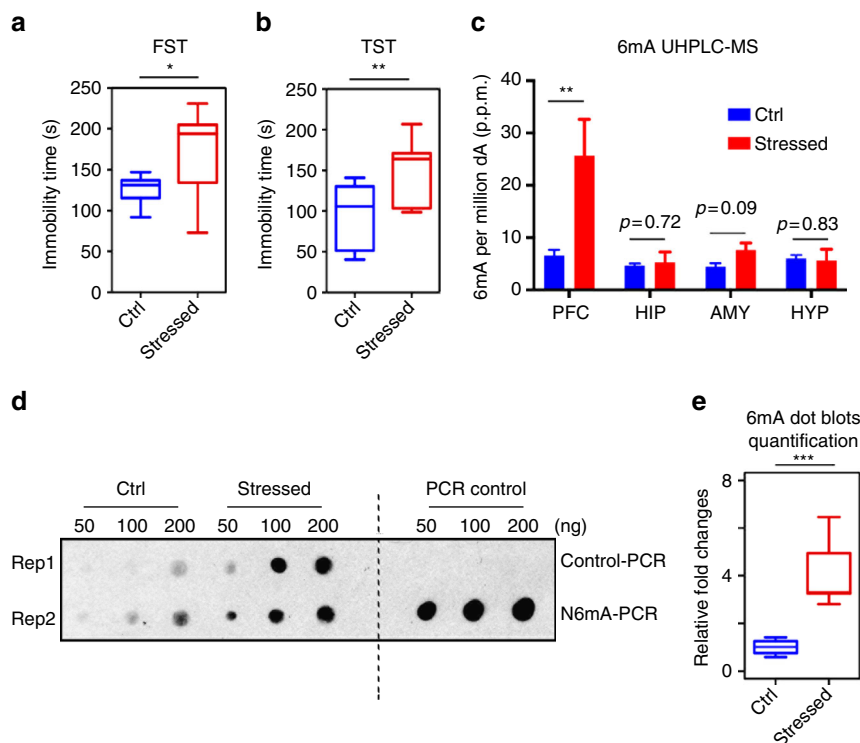 a
FST
*
Immobility time (s)
250
200
150
100
50
0
Ctrl
Stressed
b
TST
**
Immobility time (s)
250
200
150
100
50
0
Ctrl
Stressed
c
6mA UHPLC-MS
6mA per million dA (p.p.m.)
40
30
20
10
0
Ctrl
Stressed
**
p=0.72
p=0.09
p=0.83
PFC HIP AMY HYP
d
Ctrl Stressed PCR control
50 100 200 50 100 200 (ng) 50 100 200
Rep1 Control-PCR
Rep2 N6mA-PCR
e
6mA dot blots
quantification
***
Relative fold changes
8
4
0
Ctrl
Stressed